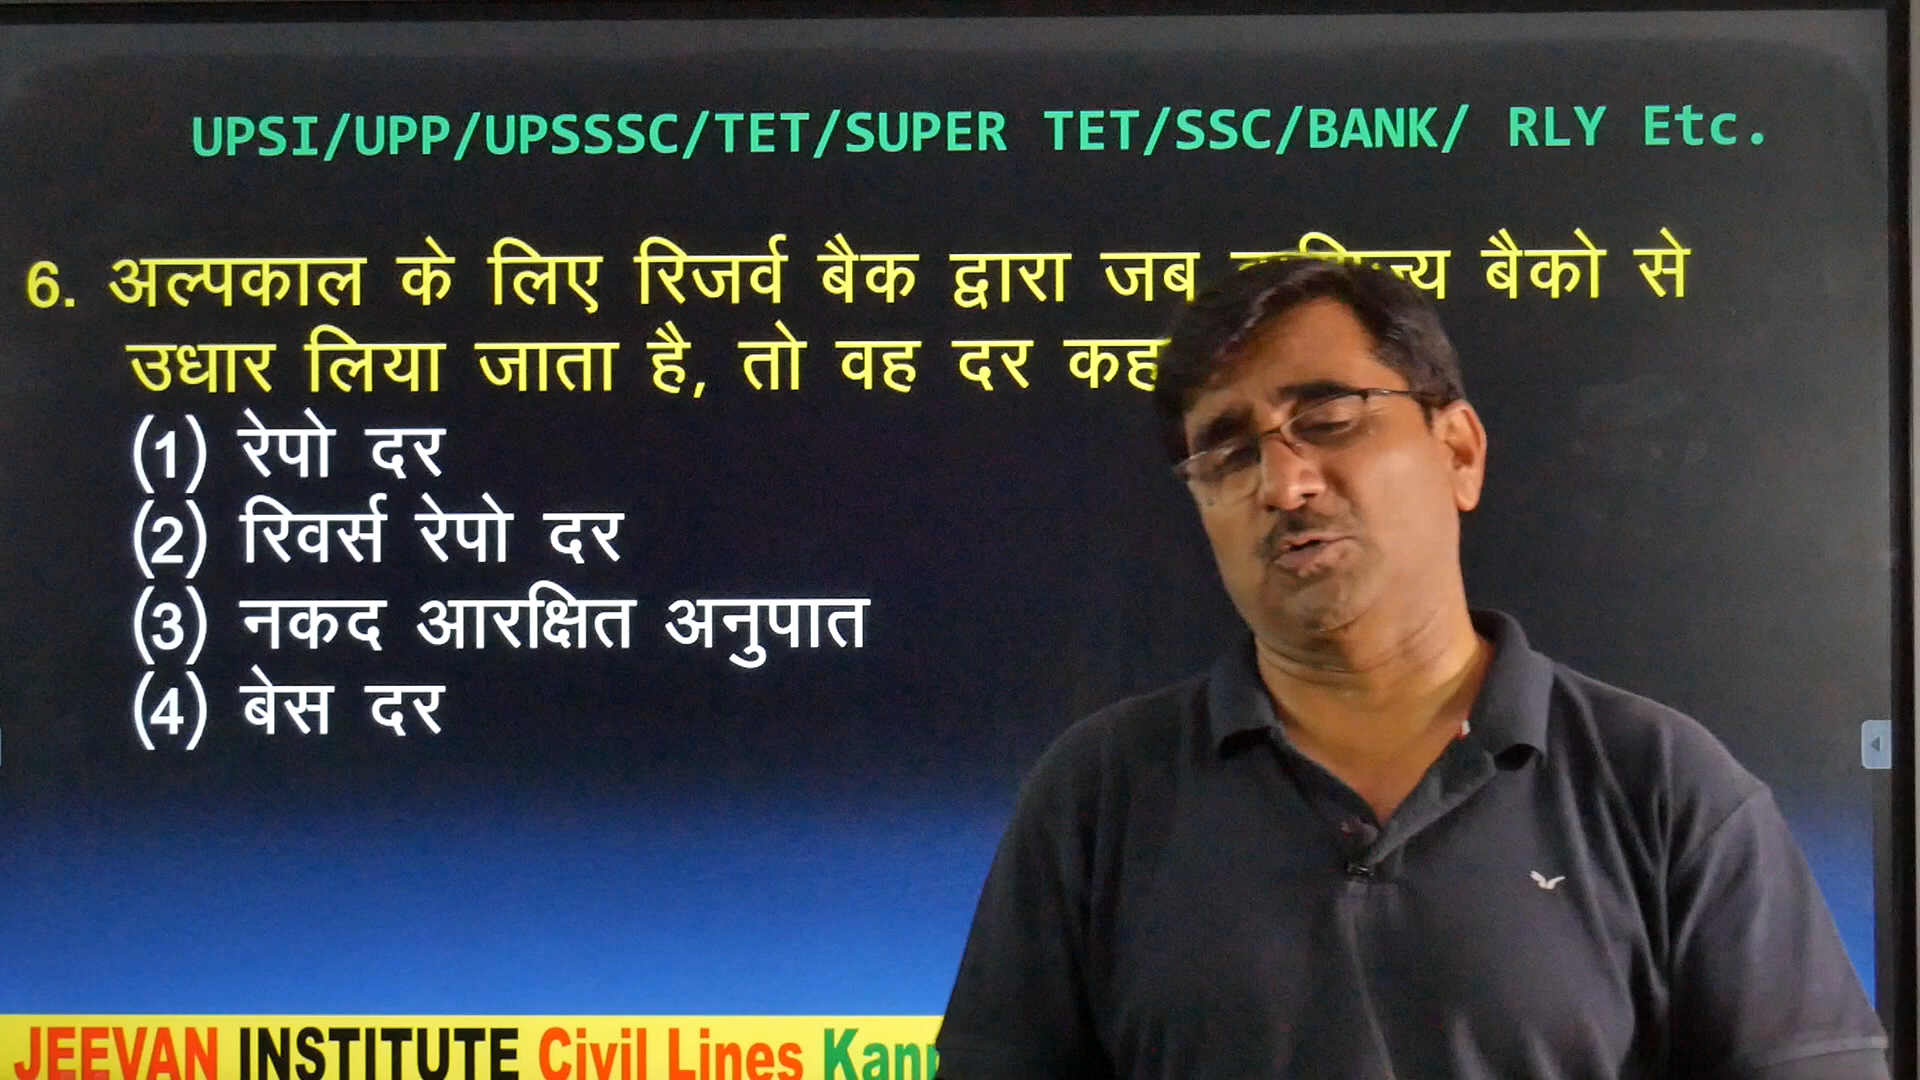 UPSI/UPP/UPSSSC/TET/SUPER TET/SSC/BANK/ RLY Etc.
6. अल्पकाल के लिए रिजर्व बैक द्वारा जब बैको से
उधार लिया जाता है, तो वह दर
(1) रेपो दर
(2) रिवर्स रेपो दर
(3) नकद आरक्षित अनुपात
(4) बेस दर
JEEVAN INSTITUTE Civil Lines